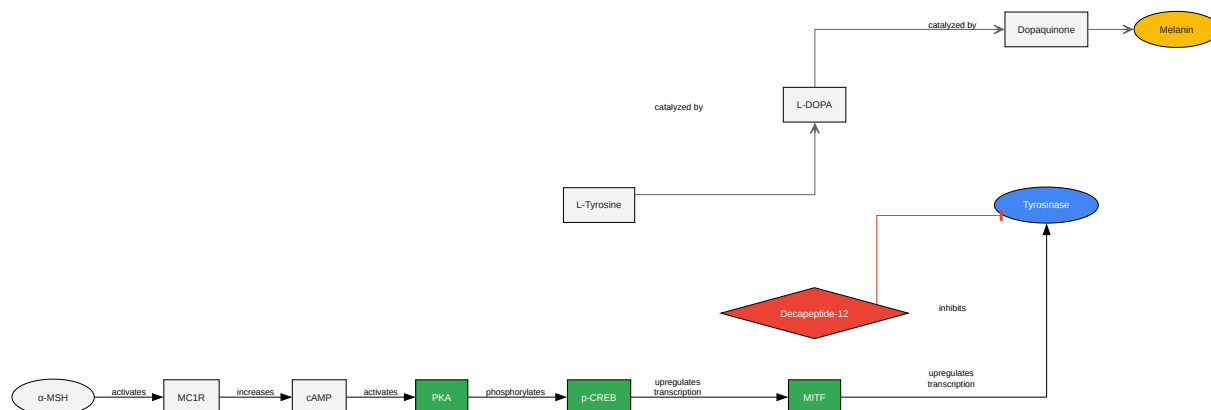 catalyzed by
Dopaquinone
Melanin
catalyzed by
L-DOPA
L-Tyrosine
Tyrosinase
Decapeptide-12
inhibits
α-MSH
activates
MC1R
increases
cAMP
activates
PKA
phosphorylates
p-CREB
upregulates
transcription
MITF
upregulates
transcription